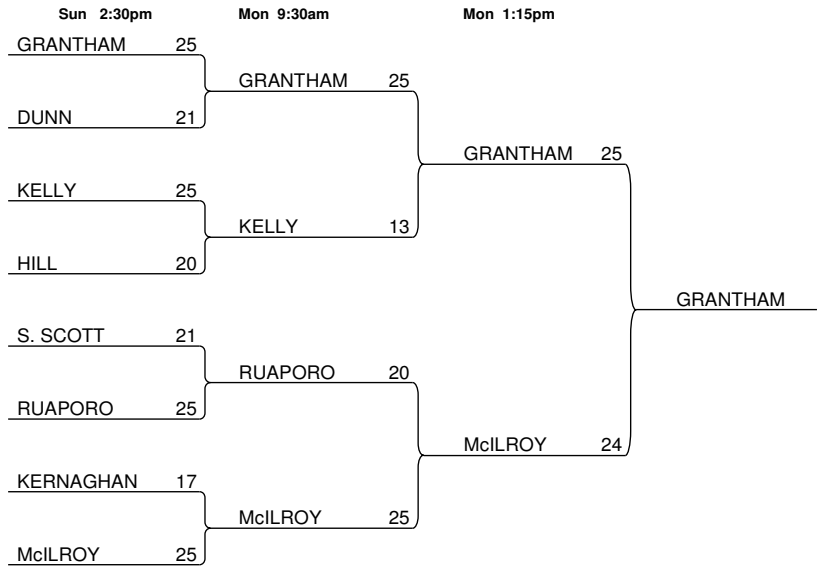 Sun 2:30pm Mon 9:30am Mon 1:15pm
GRANTHAM 25
GRANTHAM 25
DUNN 21
GRANTHAM 25
KELLY 25
KELLY 13
HILL 20
GRANTHAM
S. SCOTT 21
RUAPORO 20
RUAPORO 25
McILROY 24
KERNAGHAN 17
McILROY 25
McILROY 25